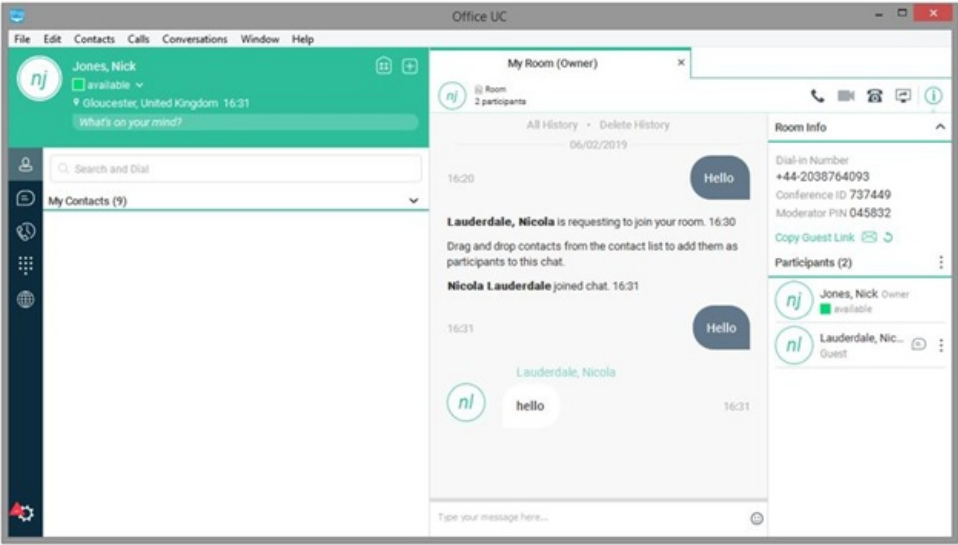 Office UC
File Edit Contacts Calls Conversations Window Help
nj
Jones, Nick
available
Gloucester, United Kingdom 16:31
What's on your mind?
Search and Dial
My Contacts (9)
My Room (Owner)
nj
Room
2 participants
All History • Delete History
06/02/2019
16:20
Hello
Lauderdale, Nicola is requesting to join your room. 16:30
Drag and drop contacts from the contact list to add them as
participants to this chat.
Nicola Lauderdale joined chat. 16:31
16:31
Hello
Lauderdale, Nicola
nl
hello
16:31
Type your message here...
Room Info
Dial-in Number
+44-2038764093
Conference ID 737449
Moderator PIN 045832
Copy Guest Link
Participants (2)
nj
Jones, Nick Owner
available
nl
Lauderdale, Nic...
Guest